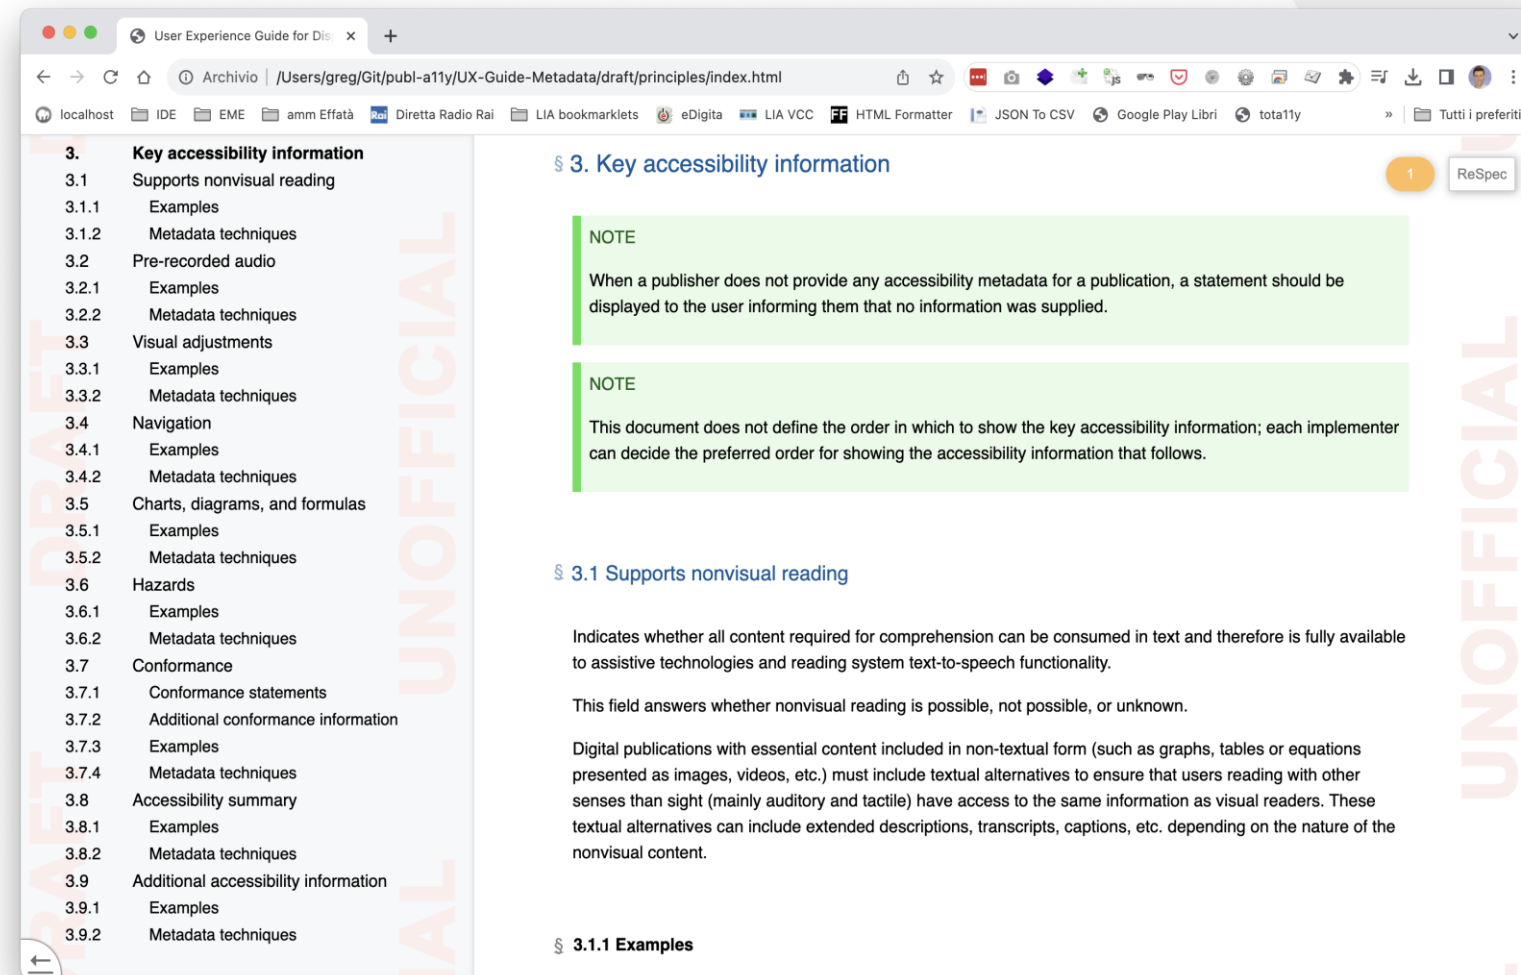 User Experience Guide for Dis
Archivio | /Users/greg/Git/publ-a11y/UX-Guide-Metadata/draft/principles/index.html
localhost IDE EME amm Effatà Rai Diretta Radio Rai LIA bookmarklets eDigita LIA VCC FF HTML Formatter JSON To CSV Google Play Libri tota11y » Tutti i preferiti
3. Key accessibility information
3.1 Supports nonvisual reading
3.1.1 Examples
3.1.2 Metadata techniques
3.2 Pre-recorded audio
3.2.1 Examples
3.2.2 Metadata techniques
3.3 Visual adjustments
3.3.1 Examples
3.3.2 Metadata techniques
3.4 Navigation
3.4.1 Examples
3.4.2 Metadata techniques
3.5 Charts, diagrams, and formulas
3.5.1 Examples
3.5.2 Metadata techniques
3.6 Hazards
3.6.1 Examples
3.6.2 Metadata techniques
3.7 Conformance
3.7.1 Conformance statements
3.7.2 Additional conformance information
3.7.3 Examples
3.7.4 Metadata techniques
3.8 Accessibility summary
3.8.1 Examples
3.8.2 Metadata techniques
3.9 Additional accessibility information
3.9.1 Examples
3.9.2 Metadata techniques
DRAFT
UNOFFICIAL
§ 3. Key accessibility information
1
ReSpec
NOTE
When a publisher does not provide any accessibility metadata for a publication, a statement should be
displayed to the user informing them that no information was supplied.
NOTE
This document does not define the order in which to show the key accessibility information; each implementer
can decide the preferred order for showing the accessibility information that follows.
§ 3.1 Supports nonvisual reading
Indicates whether all content required for comprehension can be consumed in text and therefore is fully available
to assistive technologies and reading system text-to-speech functionality.
This field answers whether nonvisual reading is possible, not possible, or unknown.
Digital publications with essential content included in non-textual form (such as graphs, tables or equations
presented as images, videos, etc.) must include textual alternatives to ensure that users reading with other
senses than sight (mainly auditory and tactile) have access to the same information as visual readers. These
textual alternatives can include extended descriptions, transcripts, captions, etc. depending on the nature of the
nonvisual content.
§ 3.1.1 Examples
UNOFFICIAL